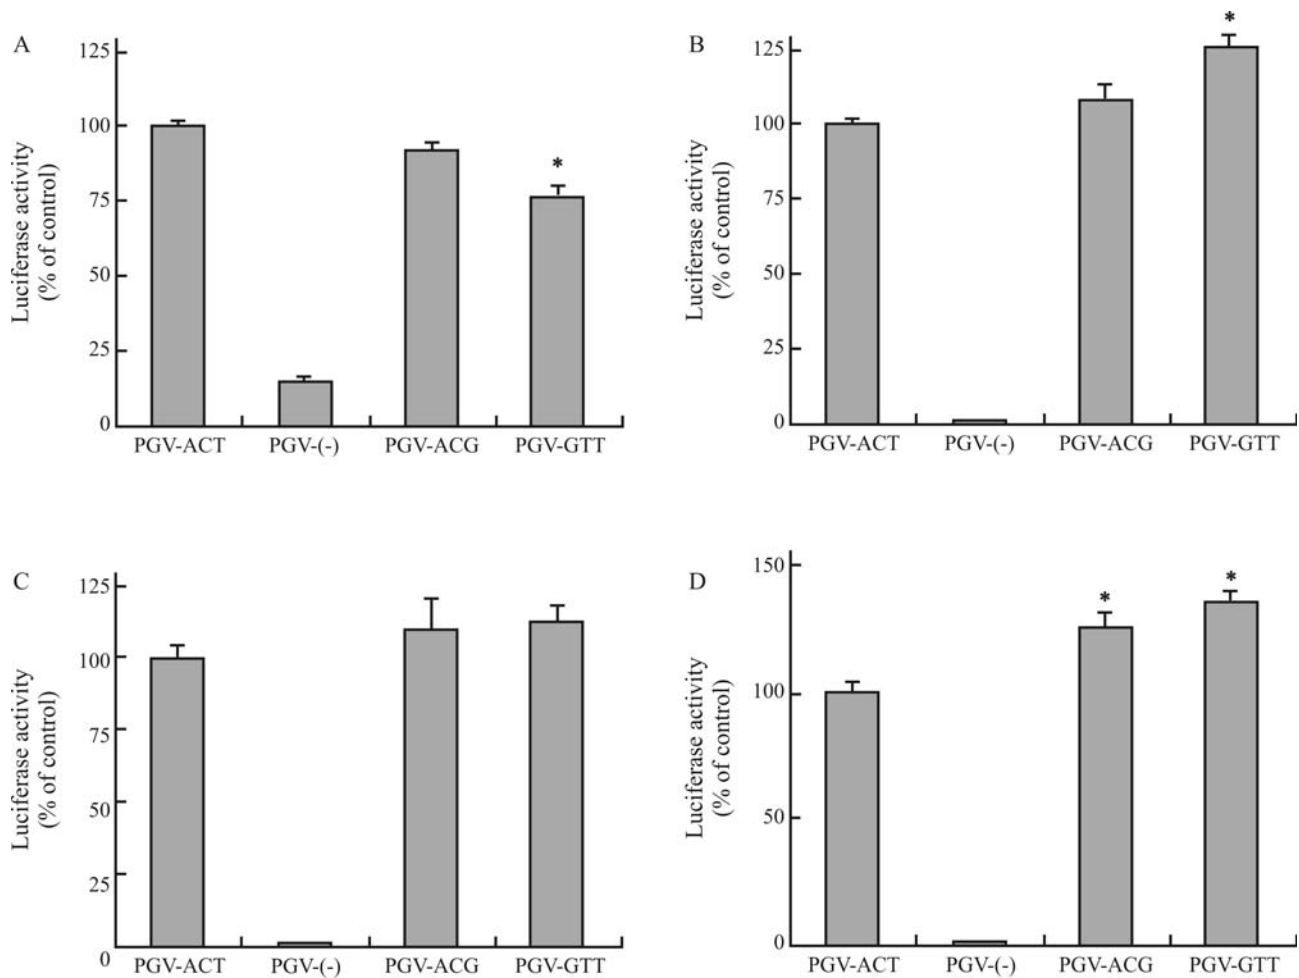 A
Luciferase activity
(% of control)
125
100
75
50
25
0
*
PGV-ACT PGV-(-) PGV-ACG PGV-GTT
B
Luciferase activity
(% of control)
125
100
75
50
25
0
*
PGV-ACT PGV-(-) PGV-ACG PGV-GTT
C
Luciferase activity
(% of control)
125
100
75
50
25
0
PGV-ACT PGV-(-) PGV-ACG PGV-GTT
D
Luciferase activity
(% of control)
150
100
50
0
* *
PGV-ACT PGV-(-) PGV-ACG PGV-GTT